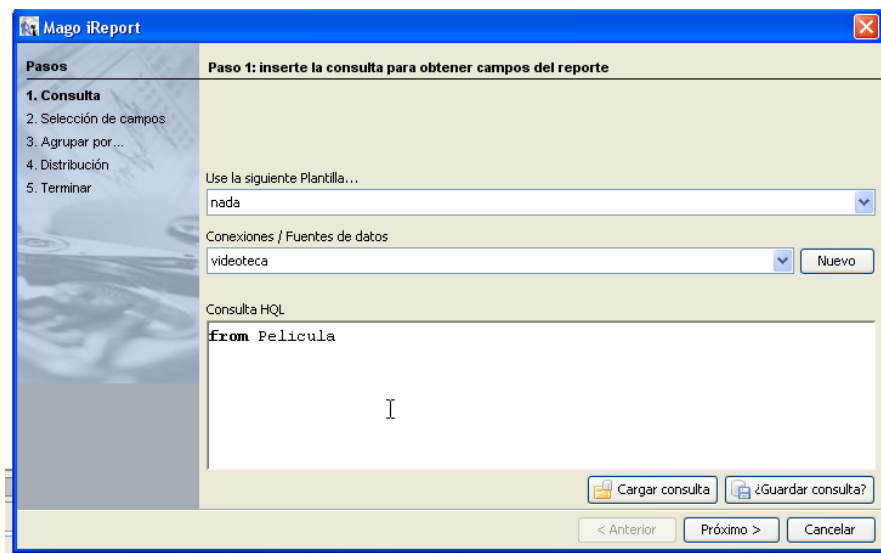 Mago iReport
Pasos
1. Consulta
2. Selección de campos
3. Agrupar por...
4. Distribución
5. Terminar
Paso 1: inserte la consulta para obtener campos del reporte
Use la siguiente Plantilla...
nada
Conexiones / Fuentes de datos
videoteca
Nuevo
Consulta HQL
from Pelicula
Cargar consulta
¿Guardar consulta?
< Anterior
Próximo >
Cancelar